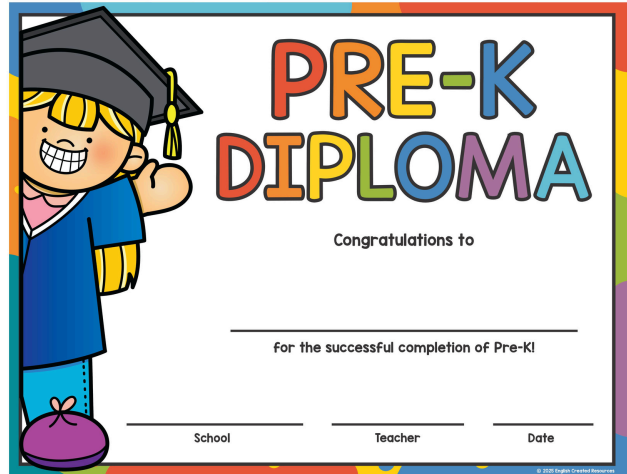 PRE-K
DIPLOMA
Congratulations to
for the successful completion of Pre-K!
School Teacher Date
© 2025 English Created Resources